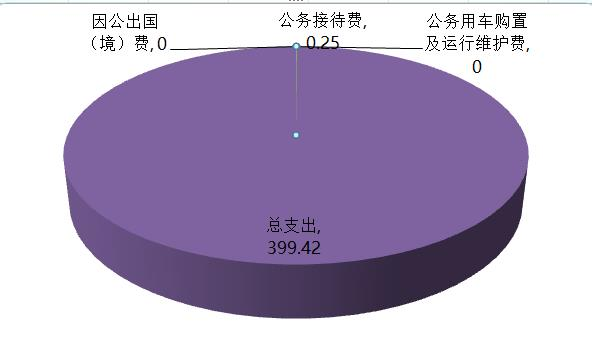 因公出国
（境）费, 0
公务接待费,
0.25
公务用车购置
及运行维护费,
0
总支出,
399.42